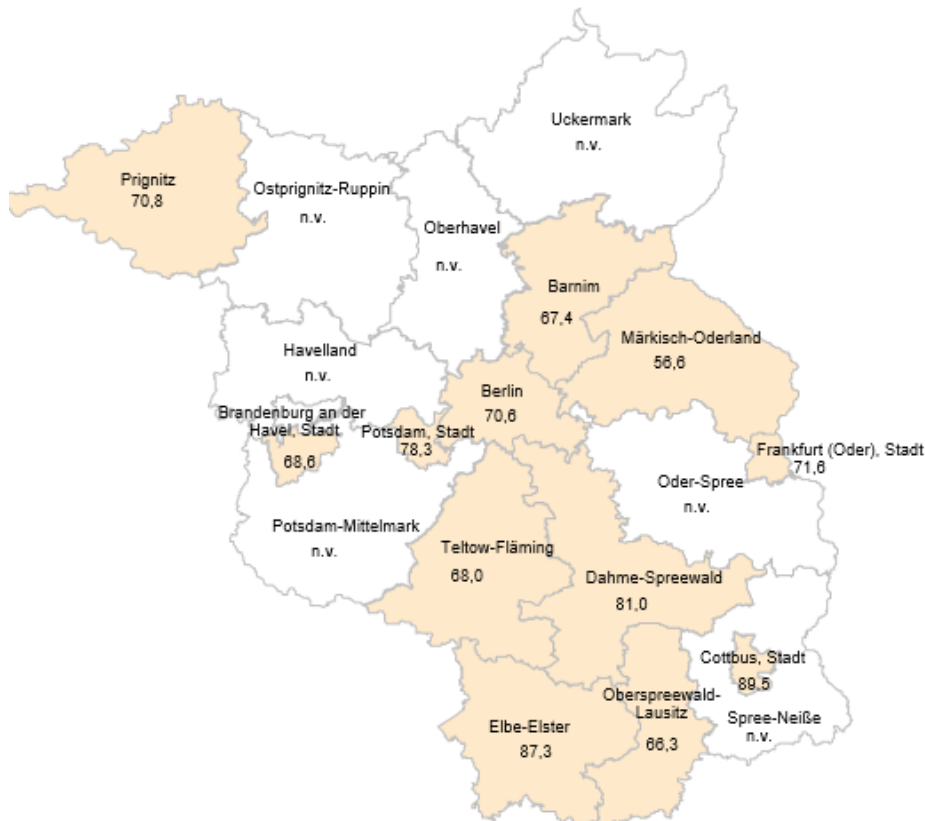 Uckermark
n.v.
Prignitz
70,8
Ostprignitz-Ruppin
n.v.
Oberhavel
n.v.
Barnim
67,4
Märkisch-Oderland
56,6
Havelland
n.v.
Berlin
70,6
Brandenburg an der
Havel, Stadt
68,6
Potsdam, Stadt
78,3
Frankfurt (Oder), Stadt
71,6
Oder-Spree
n.v.
Potsdam-Mittelmark
n.v.
Teltow-Fläming
68,0
Dahme-Spreewald
81,0
Cottbus, Stadt
89,5
Oberspreewald-
Lausitz
66,3
Spree-Neiße
n.v.
Elbe-Elster
87,3